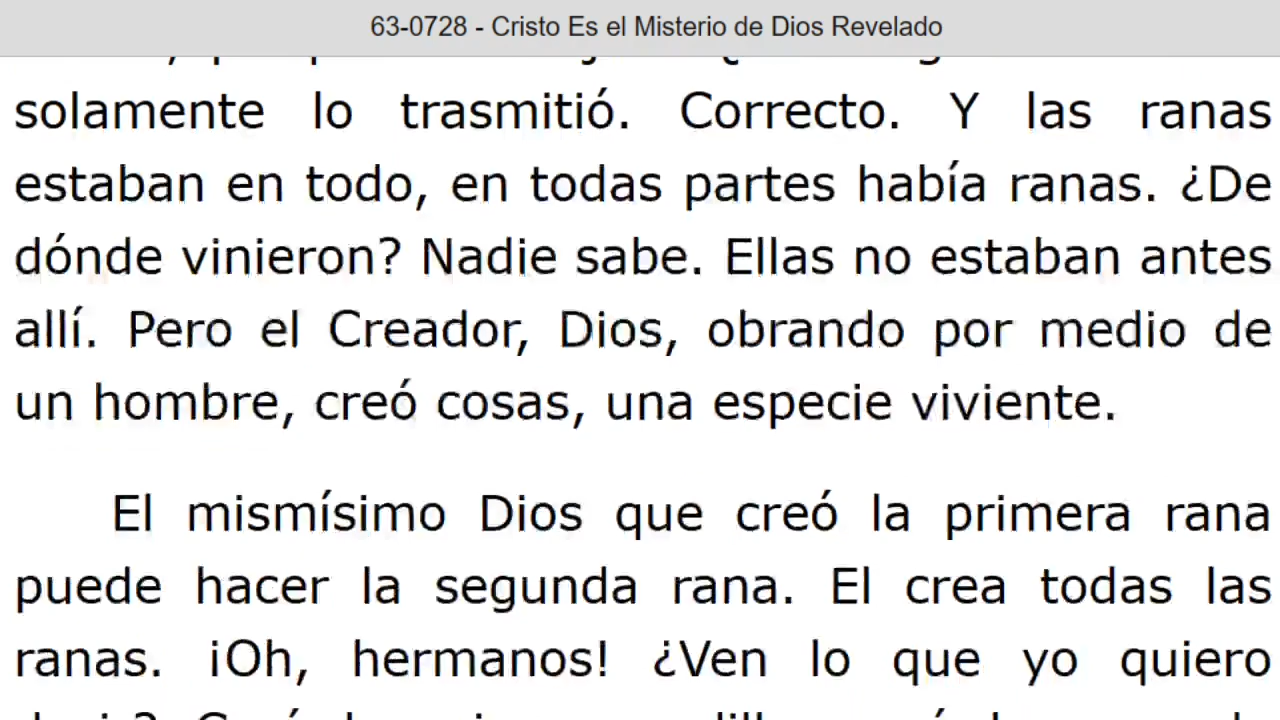 63-0728 - Cristo Es el Misterio de Dios Revelado
solamente lo trasmitió. Correcto. Y las ranas
estaban en todo, en todas partes había ranas. ¿De
dónde vinieron? Nadie sabe. Ellas no estaban antes
allí. Pero el Creador, Dios, obrando por medio de
un hombre, creó cosas, una especie viviente.
El mismísimo Dios que creó la primera rana
puede hacer la segunda rana. El crea todas las
ranas. ¡Oh, hermanos! ¿Ven lo que yo quiero